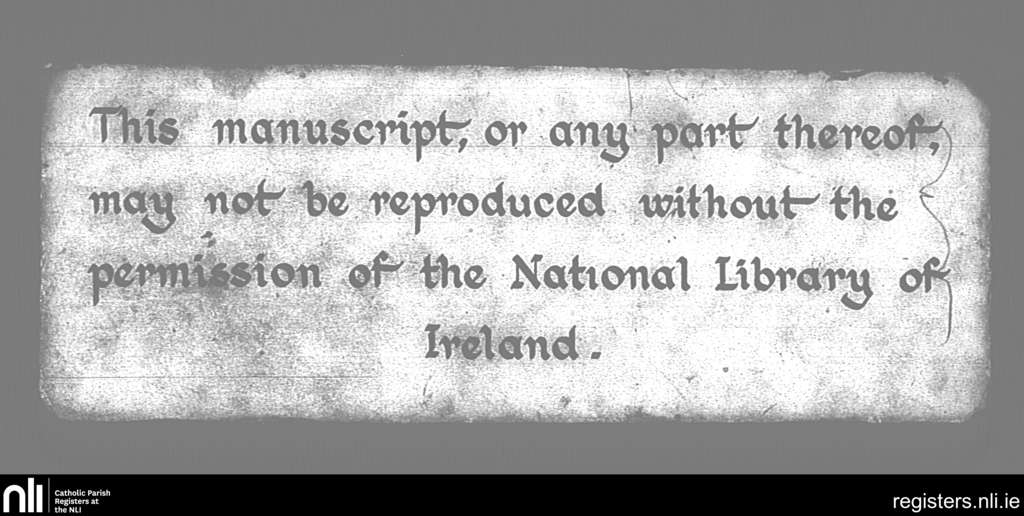 This manuscript, or any part thereof,
may not be reproduced without the
permission of the National Library of
Ireland.
nli
Catholic Parish
Registers at
the NLI
registers.nli.ie